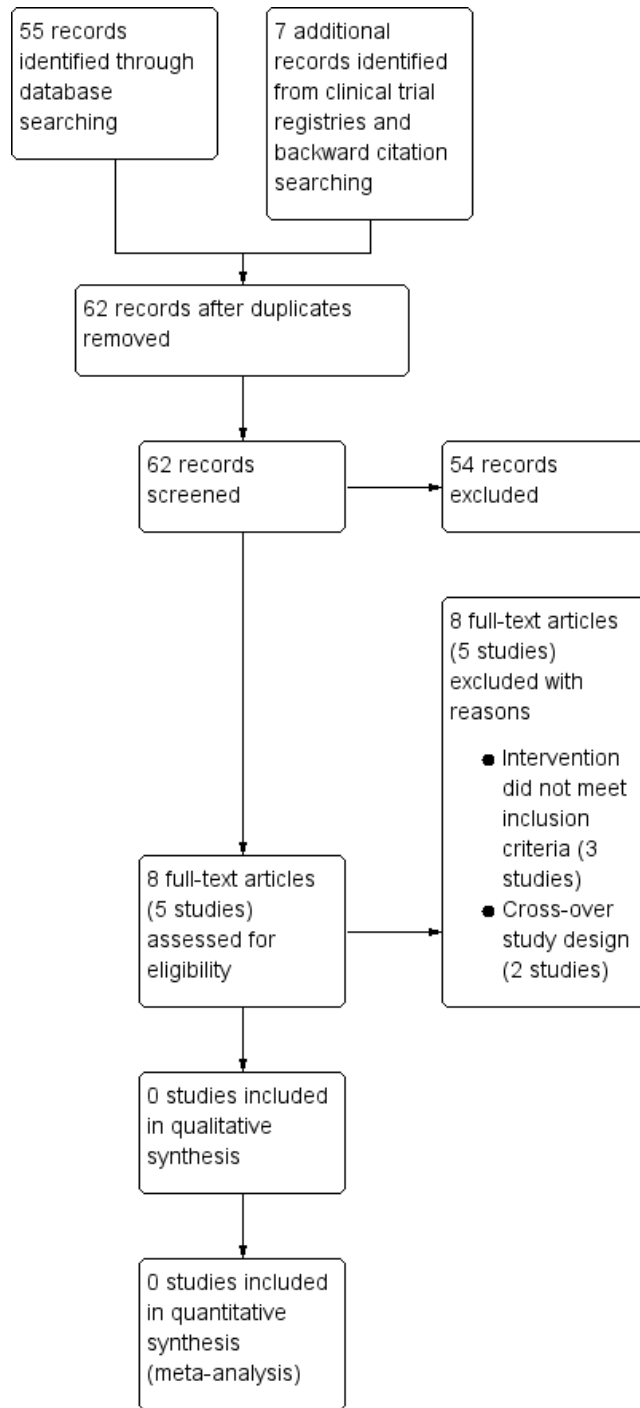 55 records
identified through
database
searching
7 additional
records identified
from clinical trial
registries and
backward citation
searching
62 records after duplicates
removed
62 records
screened
54 records
excluded
8 full-text articles
(5 studies)
excluded with
reasons
● Intervention
did not meet
inclusion
criteria (3
studies)
● Cross-over
study design
(2 studies)
8 full-text articles
(5 studies)
assessed for
eligibility
0 studies included
in qualitative
synthesis
0 studies included
in quantitative
synthesis
(meta-analysis)